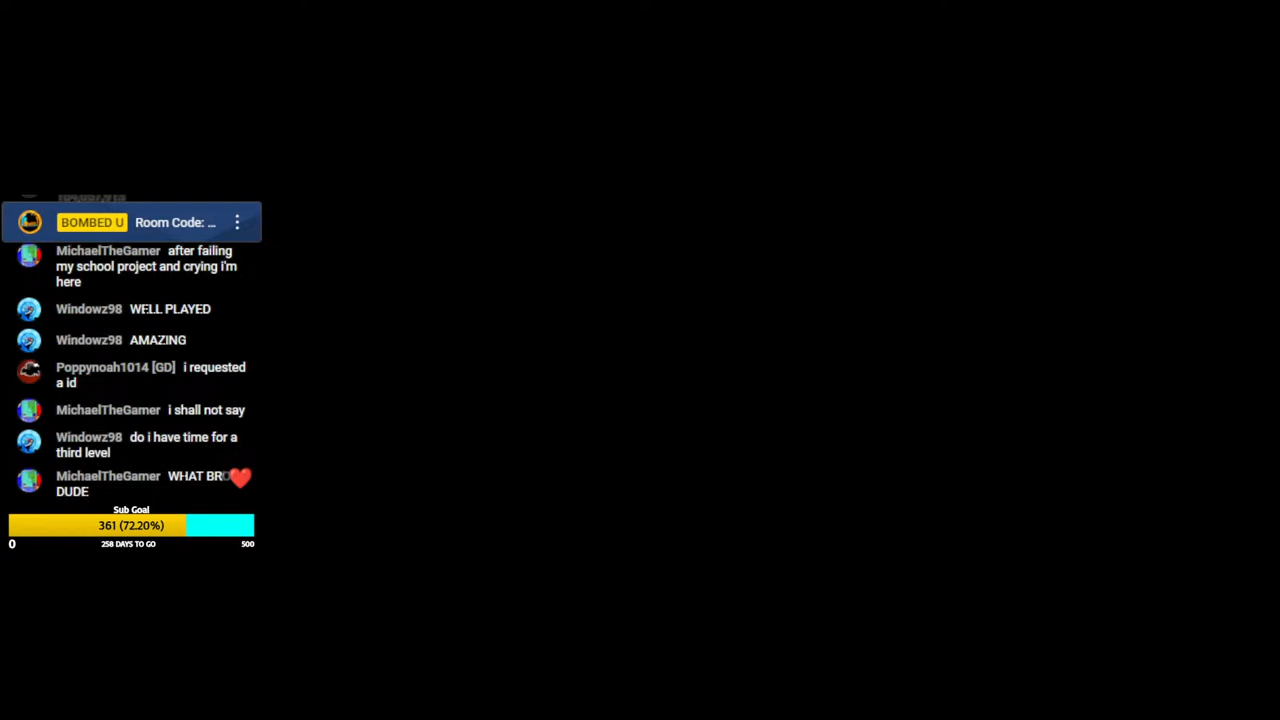 BOMBED U Room Code: ...
MichaelTheGamer after failing
my school project and crying i'm
here
Windowz98 WELL PLAYED
Windowz98 AMAZING
Poppynoah1014 [GD] i requested
a id
MichaelTheGamer i shall not say
Windowz98 do i have time for a
third level
MichaelTheGamer WHAT BRO
DUDE
Sub Goal
361 (72.20%)
0 258 DAYS TO GO 500